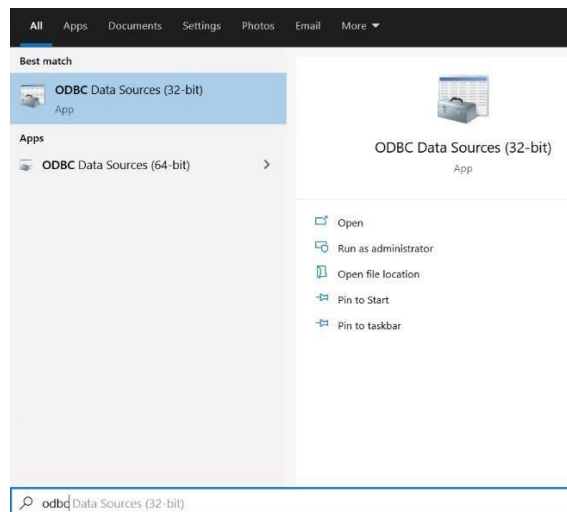 All Apps Documents Settings Photos Email More
Best match
ODBC Data Sources (32-bit)
App
Apps
ODBC Data Sources (64-bit)
ODBC Data Sources (32-bit)
App
Open
Run as administrator
Open file location
Pin to Start
Pin to taskbar
odbc Data Sources (32-bit)